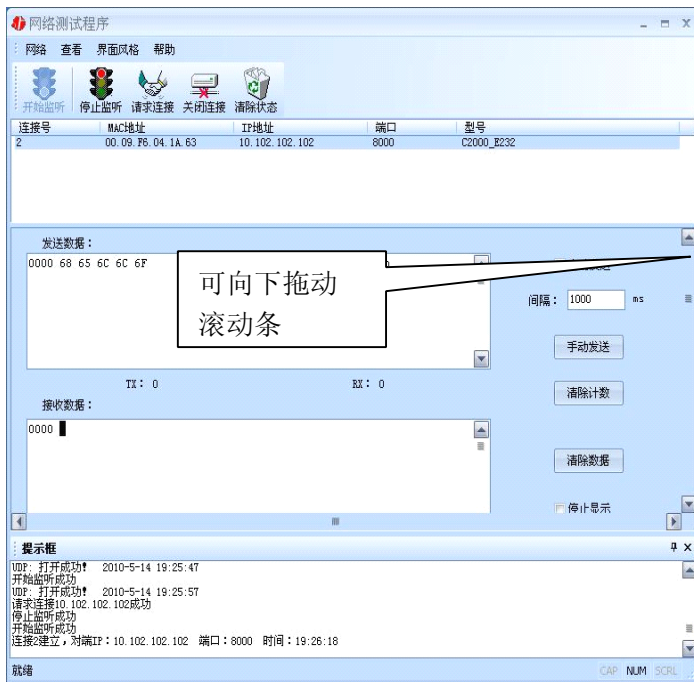 网络测试程序
网络 查看 界面风格 帮助
开始监听 停止监听 请求连接 关闭连接 清除状态
连接号 MAC地址 IP地址 端口 型号
2 00.09.F6.04.1A.63 10.102.102.102 8000 C2000_E232
发送数据：
0000 68 65 6C 6C 6F
可向下拖动
滚动条
间隔： 1000 ms
手动发送
TX： 0 RX： 0
清除计数
接收数据：
0000
清除数据
停止显示
提示框
UDP: 打开成功! 2010-5-14 19:25:47
开始监听成功
UDP: 打开成功! 2010-5-14 19:25:57
请求连接10.102.102.102成功
停止监听成功
开始监听成功
连接2建立，对端IP：10.102.102.102 端口：8000 时间：19:26:18
就绪 CAP NUM SCRL